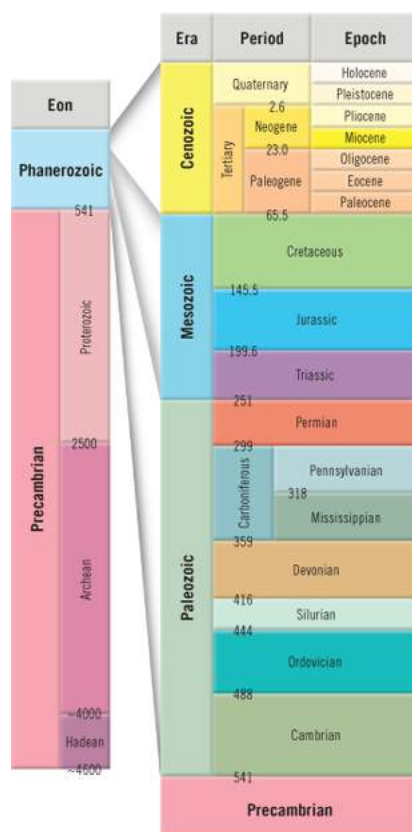 Era
Period
Epoch
Eon
Phanerozoic
541
Precambrian
Proterozoic
2500
Archean
~4000
Hadean
~4600
Cenozoic
Quaternary
Holocene
Pleistocene
2.6
Tertiary
Neogene
Pliocene
Miocene
23.0
Paleogene
Oligocene
Eocene
Paleocene
65.5
Mesozoic
Cretaceous
145.5
Jurassic
199.6
Triassic
251
Paleozoic
Permian
299
Carboniferous
Pennsylvanian
318
Mississippian
359
Devonian
416
Silurian
444
Ordovician
488
Cambrian
541
Precambrian